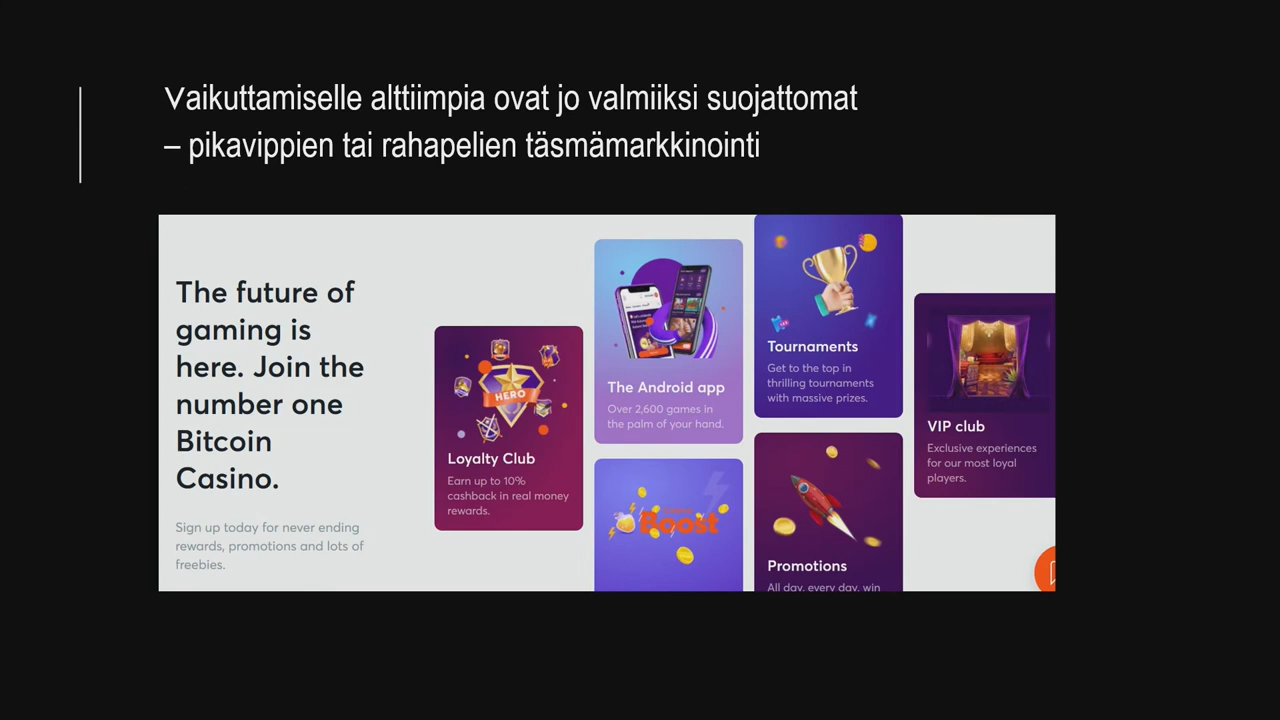 Vaikuttamiselle alttiimpia ovat jo valmiiksi suojattomat
– pikavippien tai rahapelien täsmämarkkinointi
The future of
gaming is
here. Join the
number one
Bitcoin
Casino.
Sign up today for never ending
rewards, promotions and lots of
freebies.
HERO
Loyalty Club
Earn up to 10%
cashback in real money
rewards.
The Android app
Over 2,600 games in
the palm of your hand.
Boost
Tournaments
Get to the top in
thrilling tournaments
with massive prizes.
Promotions
All day, every day, win
VIP club
Exclusive experiences
for our most loyal
players.